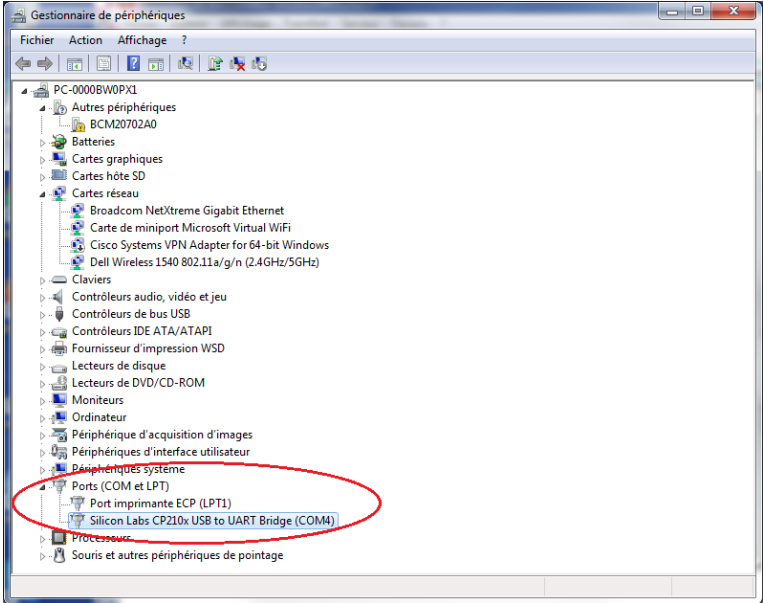 Gestionnaire de périphériques
Fichier Action Affichage ?
PC-0000BW0PX1
Autres périphériques
BCM20702A0
Batteries
Cartes graphiques
Cartes hôte SD
Cartes réseau
Broadcom NetXtreme Gigabit Ethernet
Carte de miniport Microsoft Virtual WiFi
Cisco Systems VPN Adapter for 64-bit Windows
Dell Wireless 1540 802.11a/g/n (2.4GHz/5GHz)
Claviers
Contrôleurs audio, vidéo et jeu
Contrôleurs de bus USB
Contrôleurs IDE ATA/ATAPI
Fournisseur d'impression WSD
Lecteurs de disque
Lecteurs de DVD/CD-ROM
Moniteurs
Ordinateur
Périphérique d'acquisition d'images
Périphériques d'interface utilisateur
Périphériques système
Ports (COM et LPT)
Port imprimante ECP (LPT1)
Silicon Labs CP210x USB to UART Bridge (COM4)
Processeurs
Souris et autres périphériques de pointage